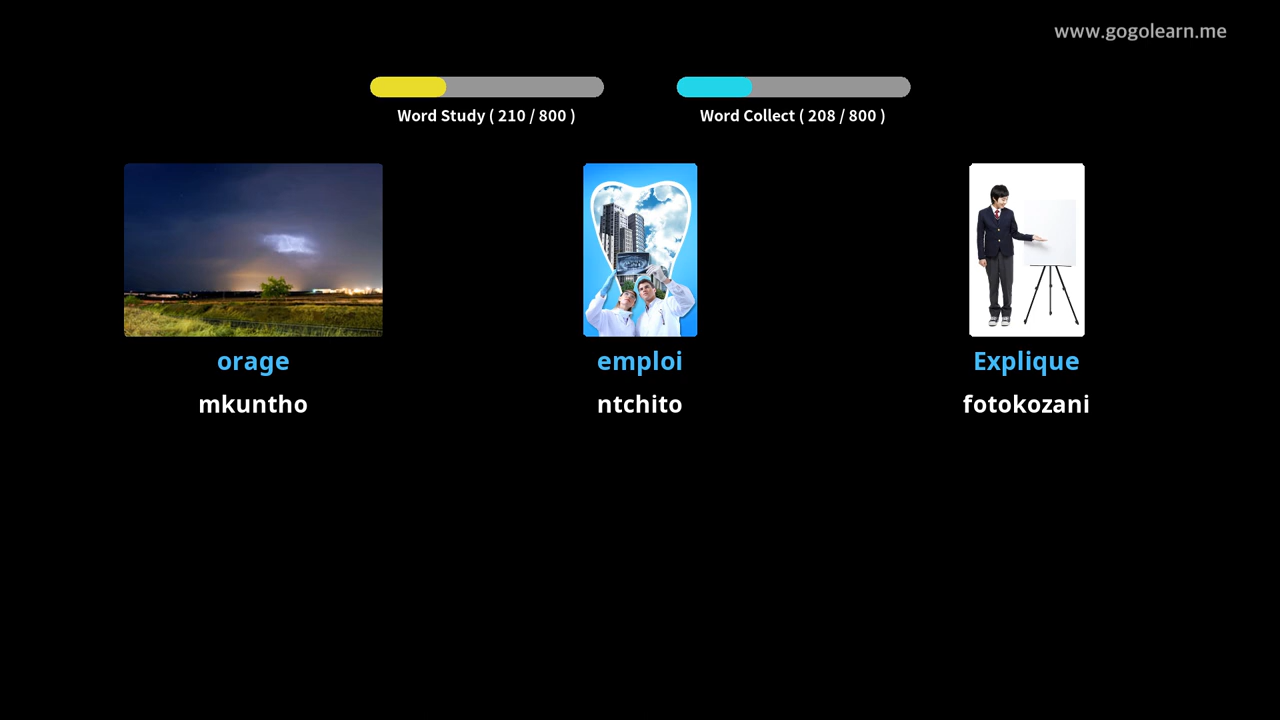 www.gogolearn.me
Word Study ( 210 / 800 )
Word Collect ( 208 / 800 )
orage
emploi
Explique
mkuntho
ntchito
fotokozani